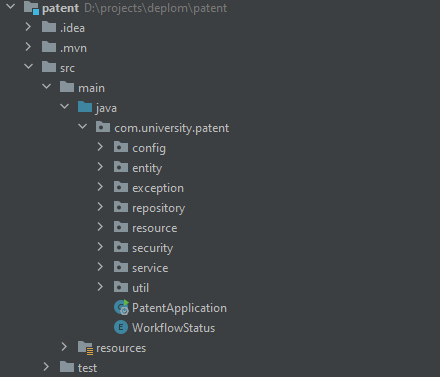 patent D:\projects\deplom\patent
.idea
.mvn
src
main
java
com.university.patent
config
entity
exception
repository
resource
security
service
util
PatentApplication
WorkflowStatus
resources
test